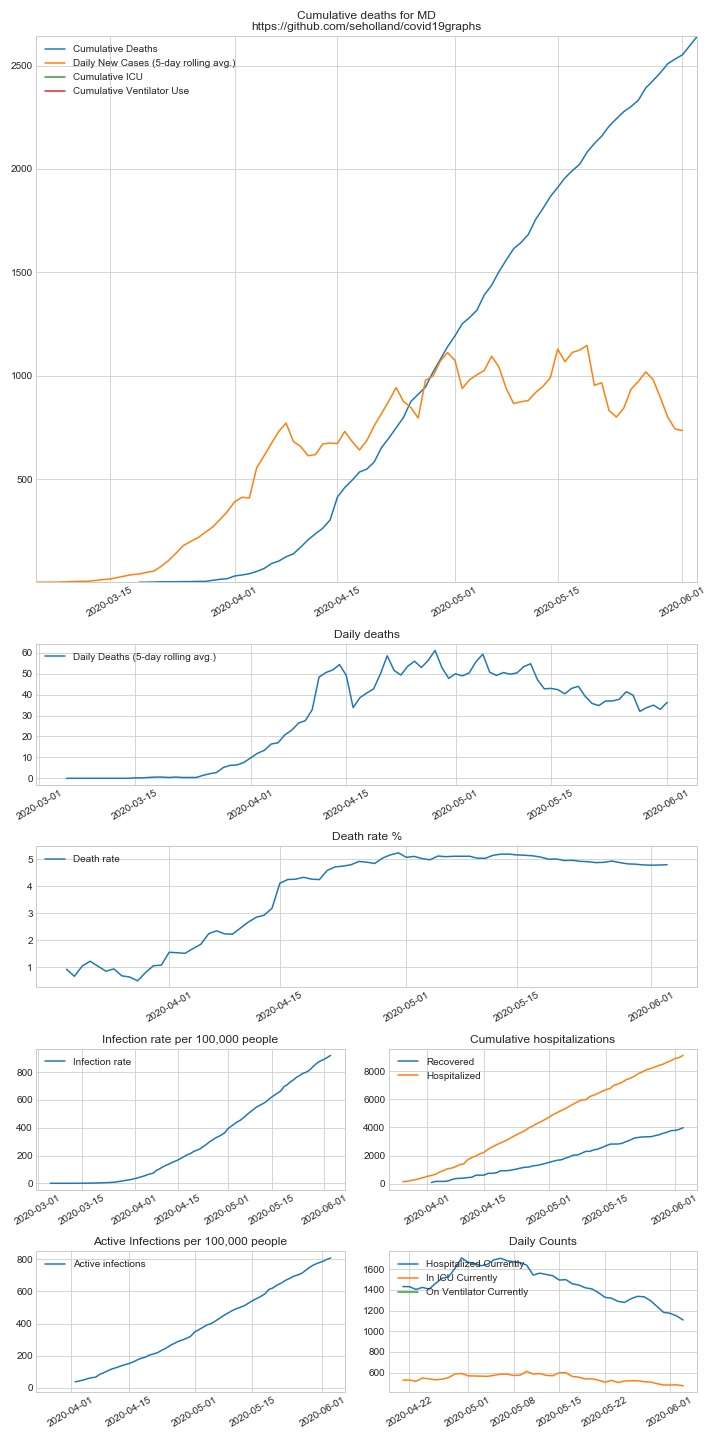 Cumulative deaths for MD
https://github.com/seholland/covid19graphs
Cumulative Deaths
Daily New Cases (5-day rolling avg.)
Cumulative ICU
Cumulative Ventilator Use
2500
2000
1500
1000
500
2020-03-15 2020-04-01 2020-04-15 2020-05-01 2020-05-15 2020-06-01
Daily deaths
Daily Deaths (5-day rolling avg.)
60
50
40
30
20
10
0
2020-03-01 2020-03-15 2020-04-01 2020-04-15 2020-05-01 2020-05-15 2020-06-01
Death rate %
Death rate
5
4
3
2
1
2020-04-01 2020-04-15 2020-05-01 2020-05-15 2020-06-01
Infection rate per 100,000 people
Infection rate
800
600
400
200
0
2020-03-01 2020-03-15 2020-04-01 2020-04-15 2020-05-01 2020-05-15 2020-06-01
Cumulative hospitalizations
Recovered
Hospitalized
8000
6000
4000
2000
0
2020-04-01 2020-04-15 2020-05-01 2020-05-15 2020-06-01
Active Infections per 100,000 people
Active infections
800
600
400
200
0
2020-04-01 2020-04-15 2020-05-01 2020-05-15 2020-06-01
Daily Counts
Hospitalized Currently
In ICU Currently
On Ventilator Currently
1600
1400
1200
1000
800
600
2020-04-22 2020-05-01 2020-05-08 2020-05-15 2020-05-22 2020-06-01